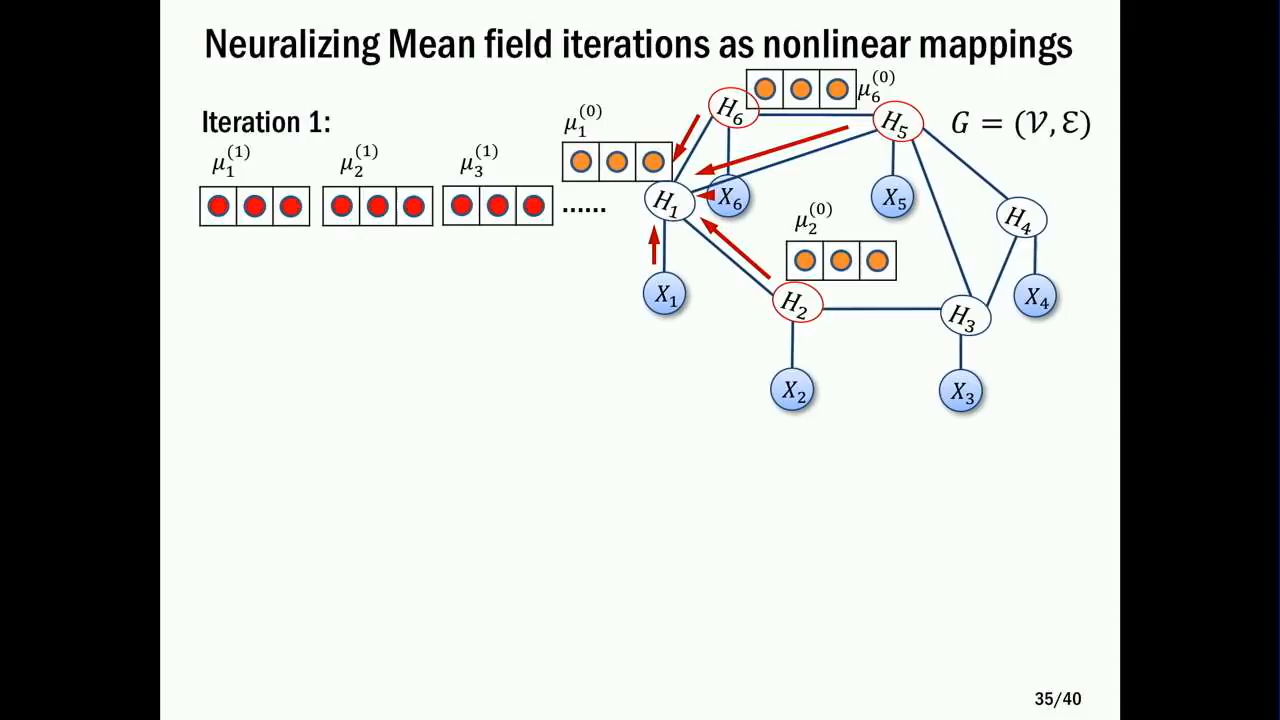 Neuralizing Mean field iterations as nonlinear mappings
Iteration 1:
μ₁⁽¹⁾ μ₂⁽¹⁾ μ₃⁽¹⁾ ......
μ₁⁽⁰⁾
μ₆⁽⁰⁾
G = (𝒱, ℰ)
H₆
H₅
H₁
X₆
X₅
μ₂⁽⁰⁾
H₄
X₁
H₂
H₃
X₄
X₂
X₃
35/40